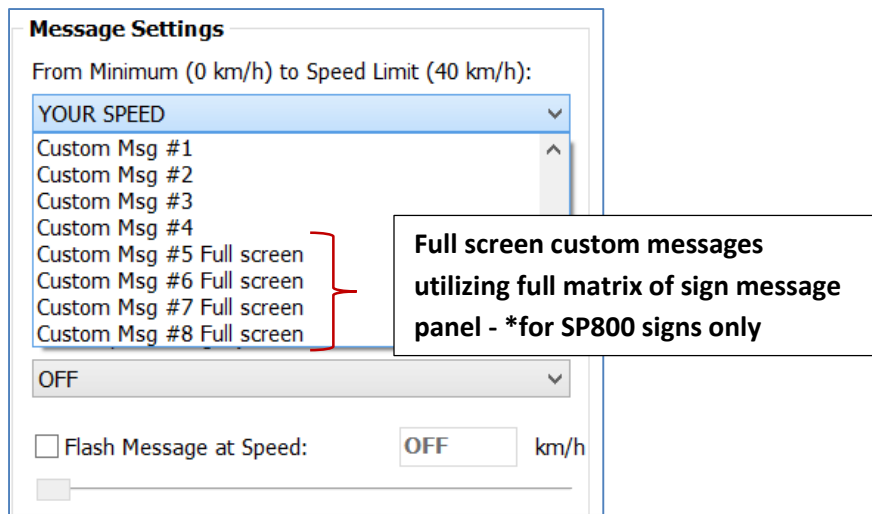 Message Settings
From Minimum (0 km/h) to Speed Limit (40 km/h):
YOUR SPEED
Custom Msg #1
Custom Msg #2
Custom Msg #3
Custom Msg #4
Custom Msg #5 Full screen
Custom Msg #6 Full screen
Custom Msg #7 Full screen
Custom Msg #8 Full screen
Full screen custom messages
utilizing full matrix of sign message
panel - *for SP800 signs only
OFF
Flash Message at Speed: OFF km/h